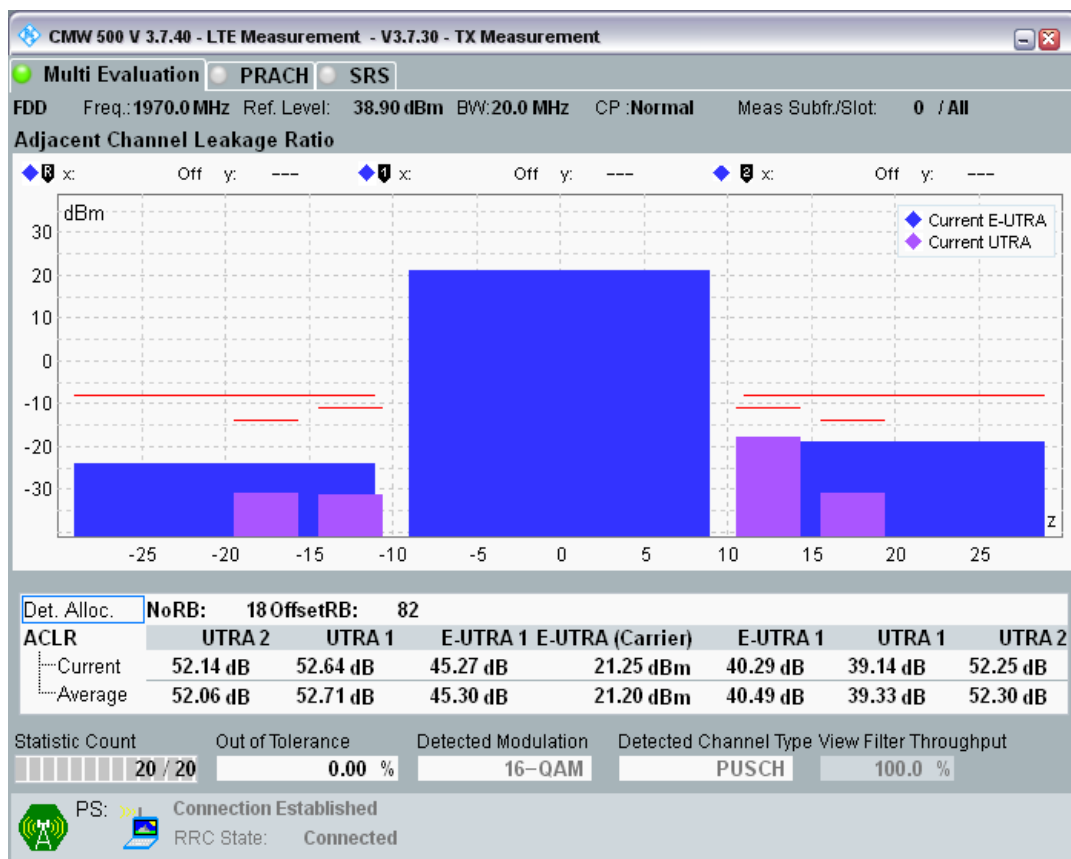 CMW 500 V 3.7.40 - LTE Measurement - V3.7.30 - TX Measurement
Multi Evaluation PRACH SRS
FDD Freq.:1970.0 MHz Ref. Level: 38.90 dBm BW:20.0 MHz CP :Normal Meas Subfr./Slot: 0 / All
Adjacent Channel Leakage Ratio
R x: Off y: --- 1 x: Off y: --- 2 x: Off y: ---
dBm
Current E-UTRA
Current UTRA
30
20
10
0
-10
-20
-30
z
-25 -20 -15 -10 -5 0 5 10 15 20 25
Det. Alloc. NoRB: 18 OffsetRB: 82
ACLR UTRA 2 UTRA 1 E-UTRA 1 E-UTRA (Carrier) E-UTRA 1 UTRA 1 UTRA 2
Current 52.14 dB 52.64 dB 45.27 dB 21.25 dBm 40.29 dB 39.14 dB 52.25 dB
Average 52.06 dB 52.71 dB 45.30 dB 21.20 dBm 40.49 dB 39.33 dB 52.30 dB
Statistic Count Out of Tolerance Detected Modulation Detected Channel Type View Filter Throughput
20 / 20 0.00 % 16-QAM PUSCH 100.0 %
PS: Connection Established
RRC State: Connected